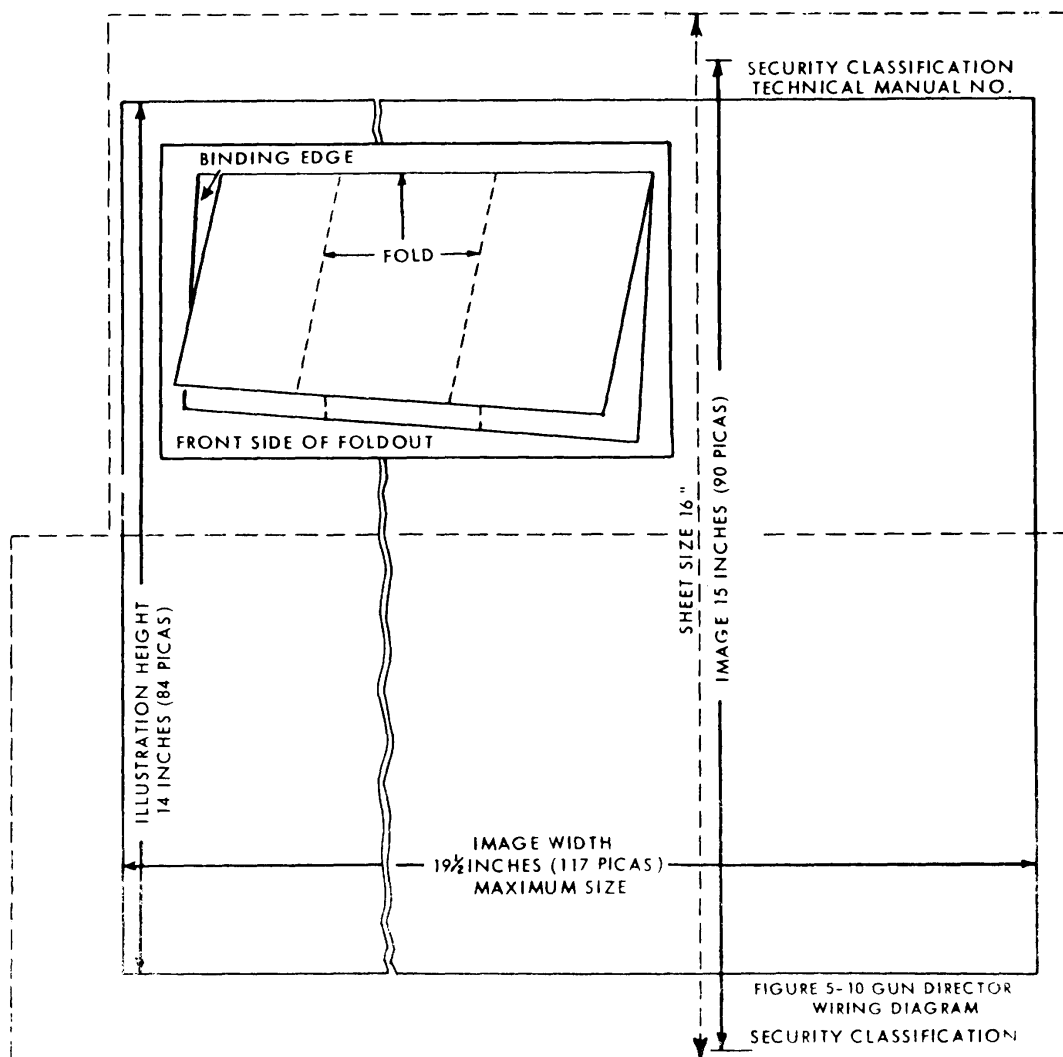 SECURITY CLASSIFICATION
TECHNICAL MANUAL NO.
BINDING EDGE
FOLD
FRONT SIDE OF FOLDOUT
SHEET SIZE 16"
IMAGE 15 INCHES (90 PICAS)
ILLUSTRATION HEIGHT
14 INCHES (84 PICAS)
IMAGE WIDTH
19½ INCHES (117 PICAS)
MAXIMUM SIZE
FIGURE 5-10 GUN DIRECTOR
WIRING DIAGRAM
SECURITY CLASSIFICATION